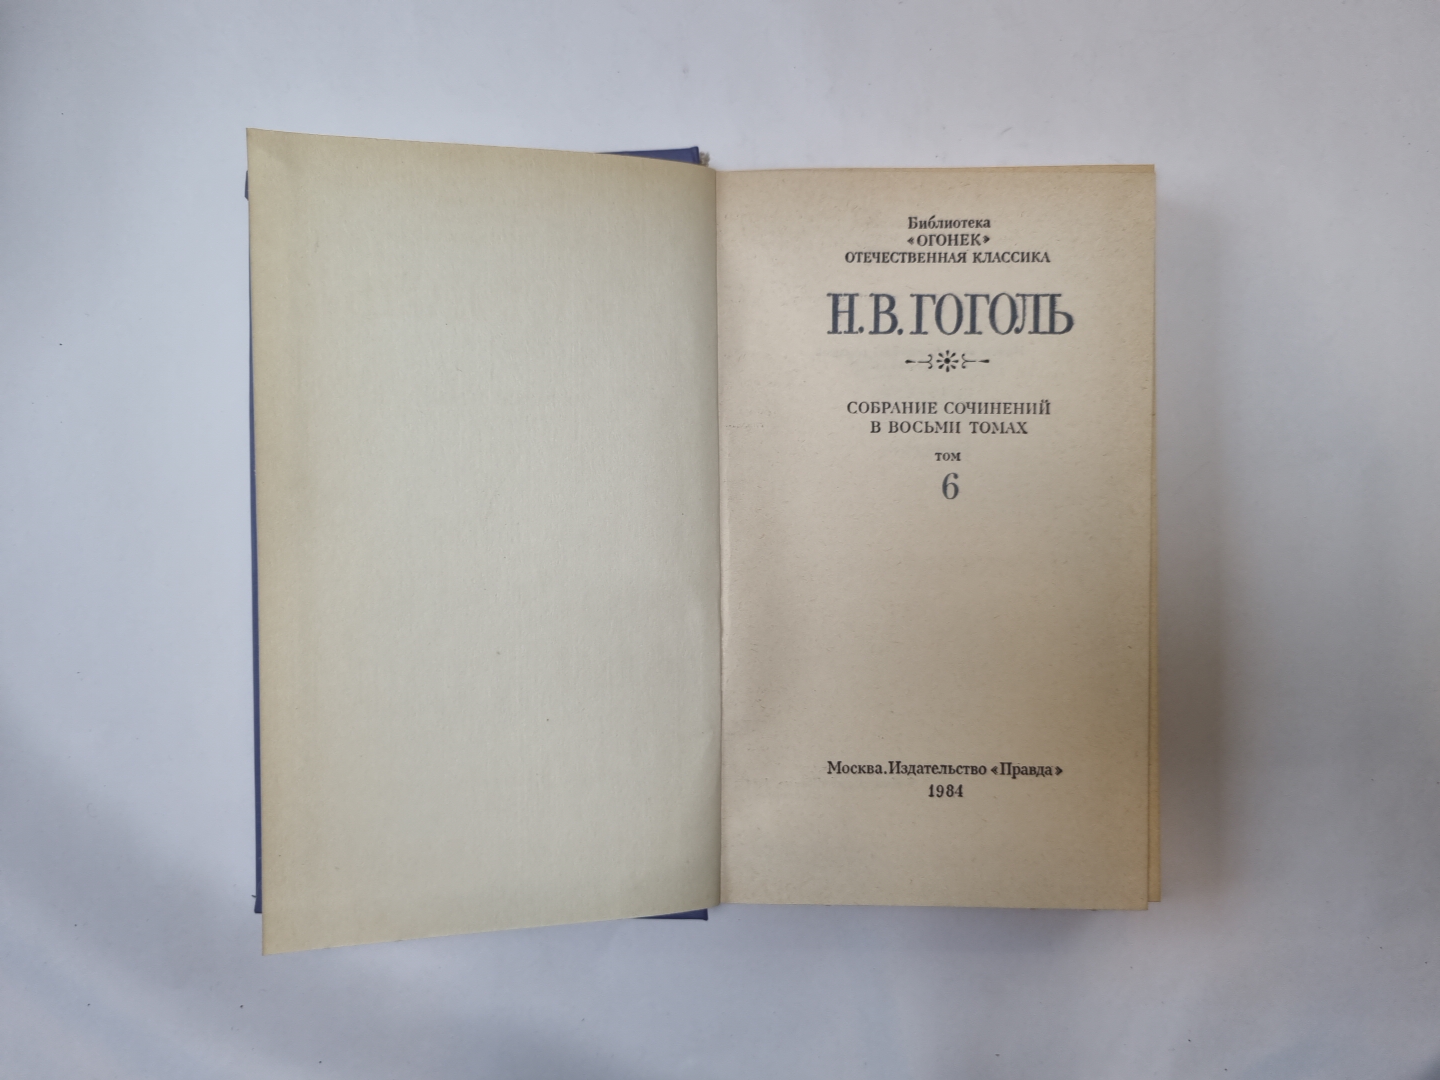 Библиотека
«ОГОНЕК»
ОТЕЧЕСТВЕННАЯ КЛАССИКА
Н. В. ГОГОЛЬ
СОБРАНИЕ СОЧИНЕНИЙ
В ВОСЬМИ ТОМАХ
ТОМ
6
Москва. Издательство «Правда»
1984